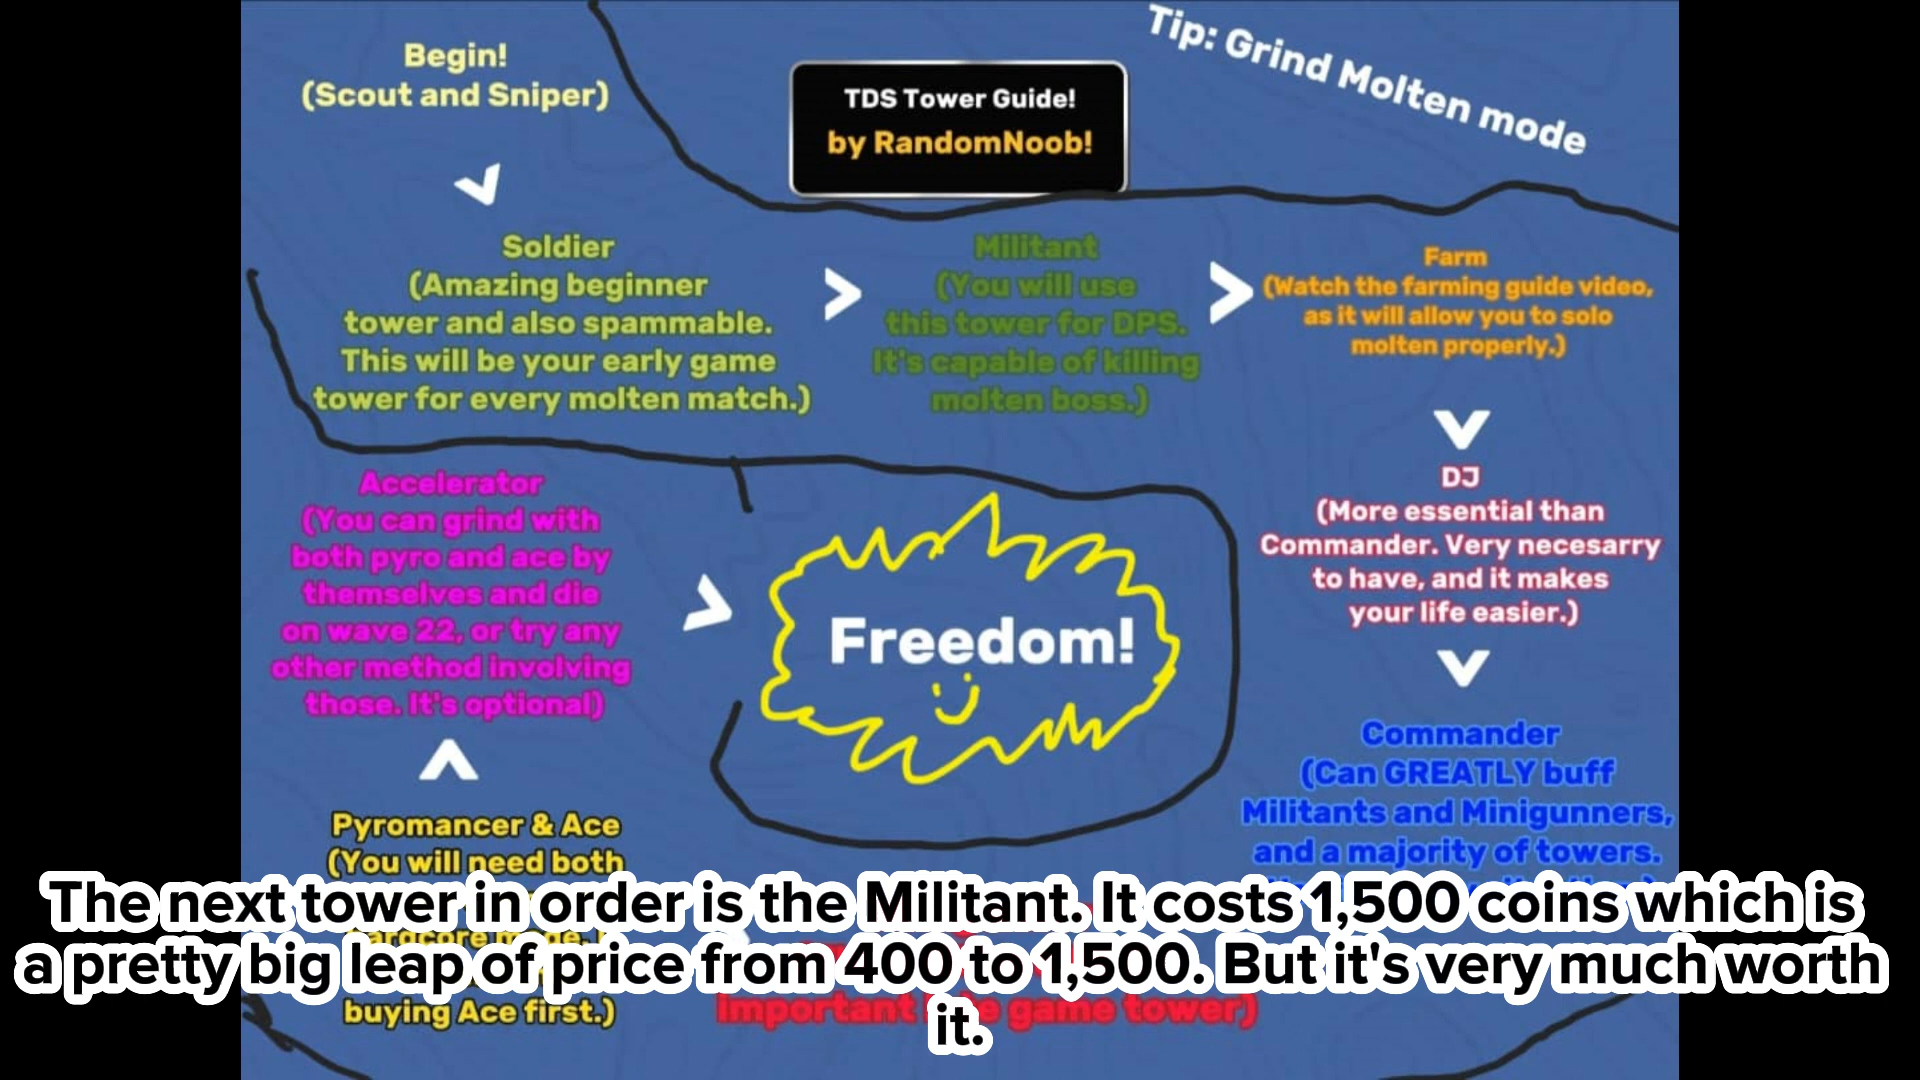 Begin!
(Scout and Sniper)
TDS Tower Guide!
by RandomNoob!
Tip: Grind Molten mode
Soldier
(Amazing beginner
tower and also spammable.
This will be your early game
tower for every molten match.)
>
Militant
(You will use
this tower for DPS.
It's capable of killing
molten boss.)
>
Farm
(Watch the farming guide video,
as it will allow you to solo
molten properly.)
DJ
(More essential than
Commander. Very necesarry
to have, and it makes
your life easier.)
Commander
(Can GREATLY buff
Militants and Minigunners,
and a majority of towers.
important game tower)
Pyromancer & Ace
(You will need both
buying Ace first.)
Accelerator
(You can grind with
both pyro and ace by
themselves and die
on wave 22, or try any
other method involving
those. It's optional)
Freedom!
The next tower in order is the Militant. It costs 1,500 coins which is
a pretty big leap of price from 400 to 1,500. But it's very much worth
it.